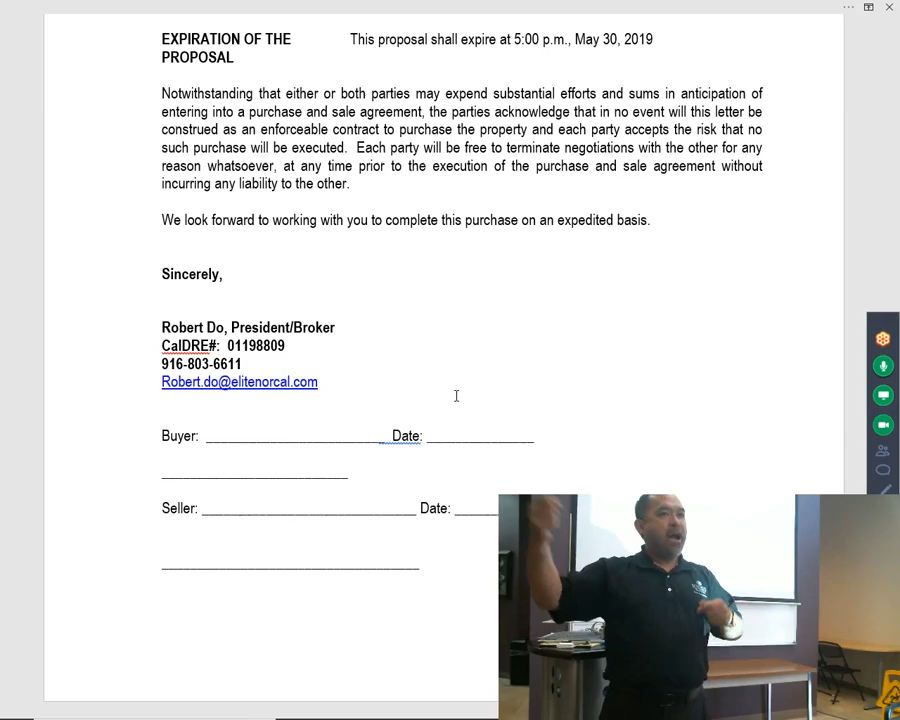 EXPIRATION OF THE This proposal shall expire at 5:00 p.m., May 30, 2019
PROPOSAL
Notwithstanding that either or both parties may expend substantial efforts and sums in anticipation of
entering into a purchase and sale agreement, the parties acknowledge that in no event will this letter be
construed as an enforceable contract to purchase the property and each party accepts the risk that no
such purchase will be executed. Each party will be free to terminate negotiations with the other for any
reason whatsoever, at any time prior to the execution of the purchase and sale agreement without
incurring any liability to the other.
We look forward to working with you to complete this purchase on an expedited basis.
Sincerely,
Robert Do, President/Broker
CalDRE#: 01198809
916-803-6611
Robert.do@elitenorcal.com
Buyer: _________________________ Date: _______________
__________________________
Seller: ______________________________ Date: ______
____________________________________